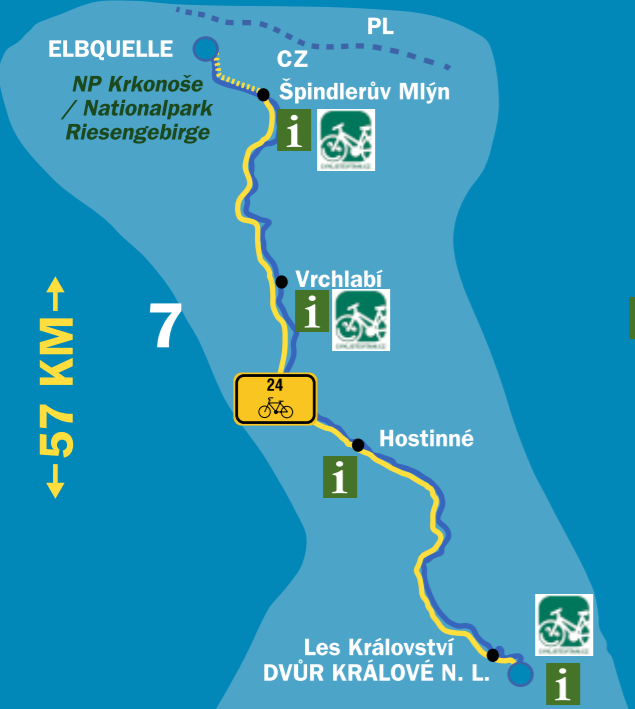 PL
ELBQUELLE
CZ
NP Krkonoše
/ Nationalpark
Riesengebirge
Špindlerův Mlýn
i
Vrchlabí
i
7
←57 KM→
24
Hostinné
i
Les Království
DVŮR KRÁLOVÉ N. L.
i